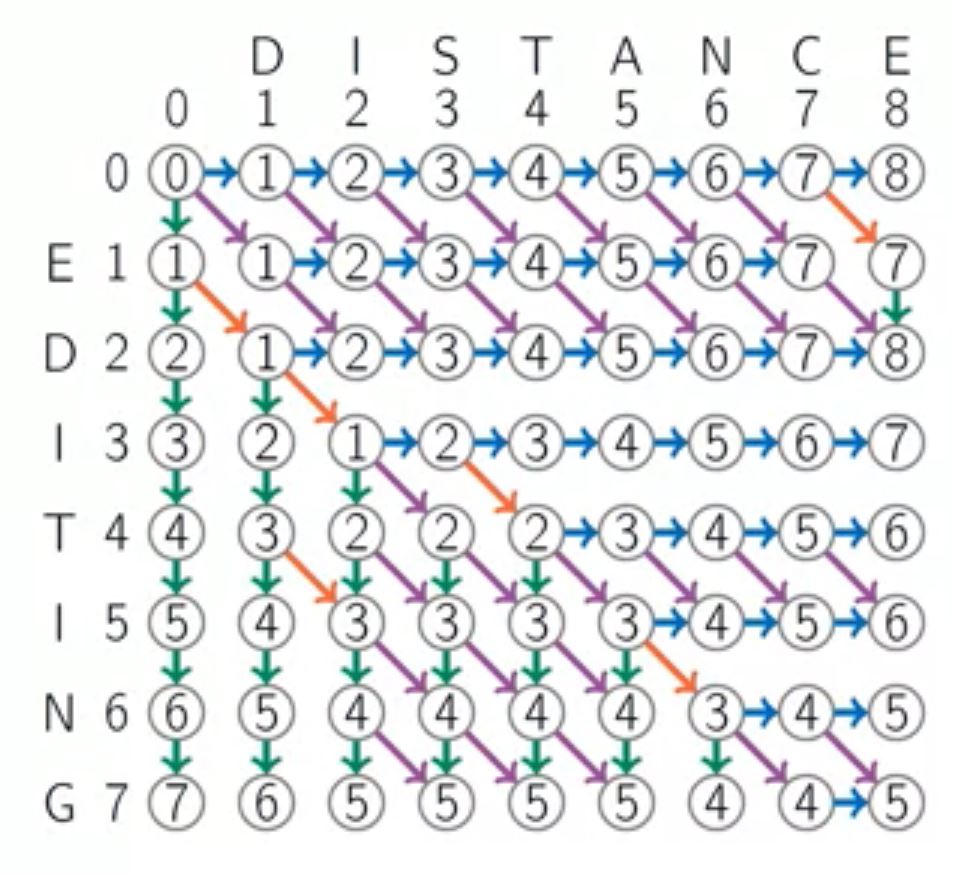 D I S T A N C E
0 1 2 3 4 5 6 7 8
0 0 1 2 3 4 5 6 7 8
E 1 1 1 2 3 4 5 6 7 7
D 2 2 1 2 3 4 5 6 7 8
I 3 3 2 1 2 3 4 5 6 7
T 4 4 3 2 2 2 3 4 5 6
I 5 5 4 3 3 3 3 4 5 6
N 6 6 5 4 4 4 4 3 4 5
G 7 7 6 5 5 5 5 4 4 5